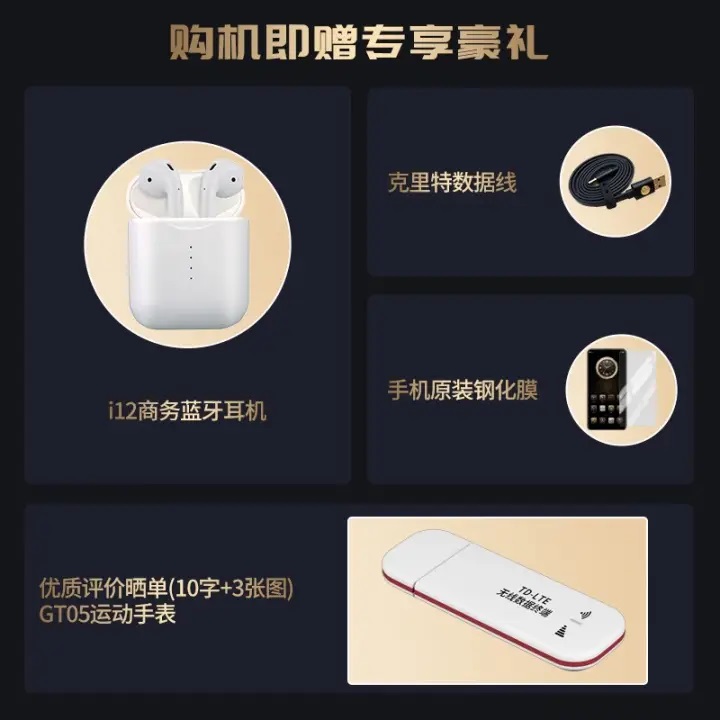 购机即赠专享豪礼
i12商务蓝牙耳机
克里特数据线
手机原装钢化膜
优质评价晒单(10字+3张图)
GT05运动手表
TD-LTE
无线数据终端